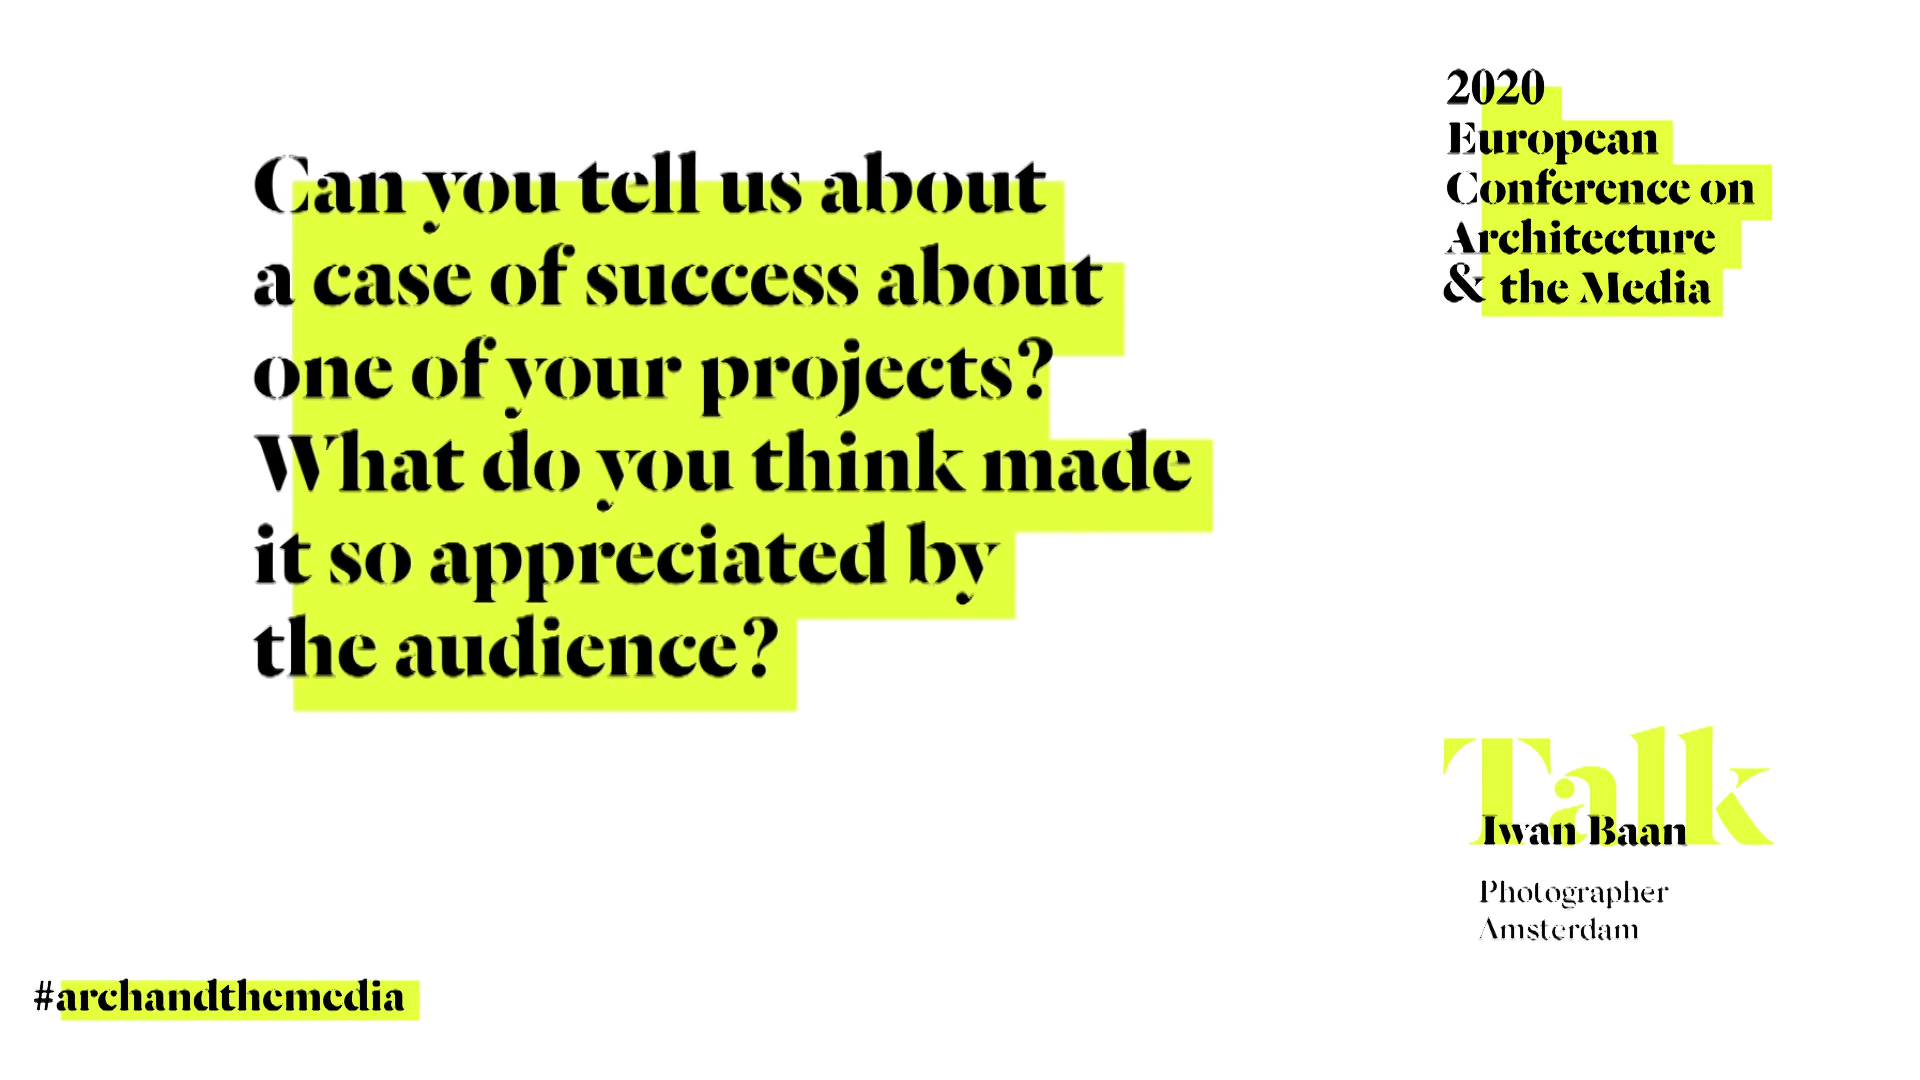 Can you tell us about
a case of success about
one of your projects?
What do you think made
it so appreciated by
the audience?
2020
European
Conference on
Architecture
& the Media
Talk
Iwan Baan
Photographer
Amsterdam
#archandthemedia